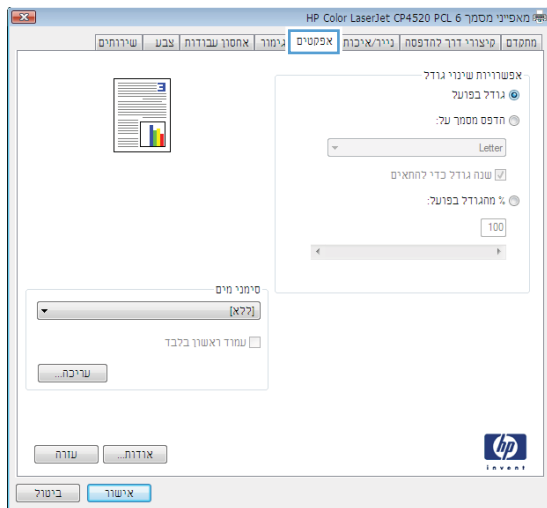 מאפייני מסמך HP Color LaserJet CP4520 PCL 6
מתקדם
קיצורי דרך להדפסה
נייר/איכות
אפקטים
גימור
אחסון עבודות
צבע
שירותים
אפשרויות שינוי גודל
גודל בפועל
הדפס מסמך על:
Letter
שנה גודל כדי להתאים
% מהגודל בפועל:
100
סימני מים
[ללא]
עמוד ראשון בלבד
עריכה...
אודות...
עזרה
hp
invent
אישור
ביטול